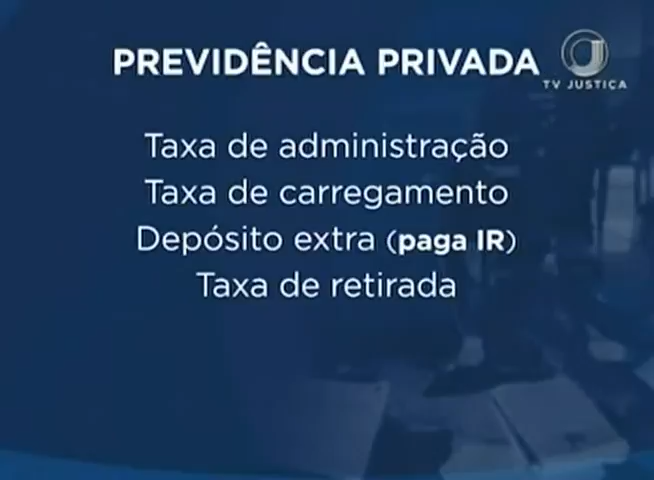 PREVIDÊNCIA PRIVADA
TV JUSTIÇA
Taxa de administração
Taxa de carregamento
Depósito extra (paga IR)
Taxa de retirada